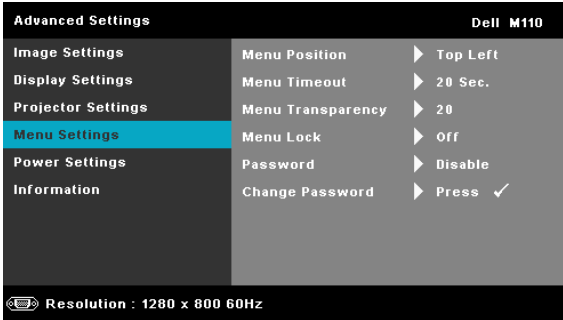 Advanced Settings Dell M110
Image Settings
Display Settings
Projector Settings
Menu Settings
Power Settings
Information
Menu Position Top Left
Menu Timeout 20 Sec.
Menu Transparency 20
Menu Lock Off
Password Disable
Change Password Press ✓
Resolution : 1280 x 800 60Hz